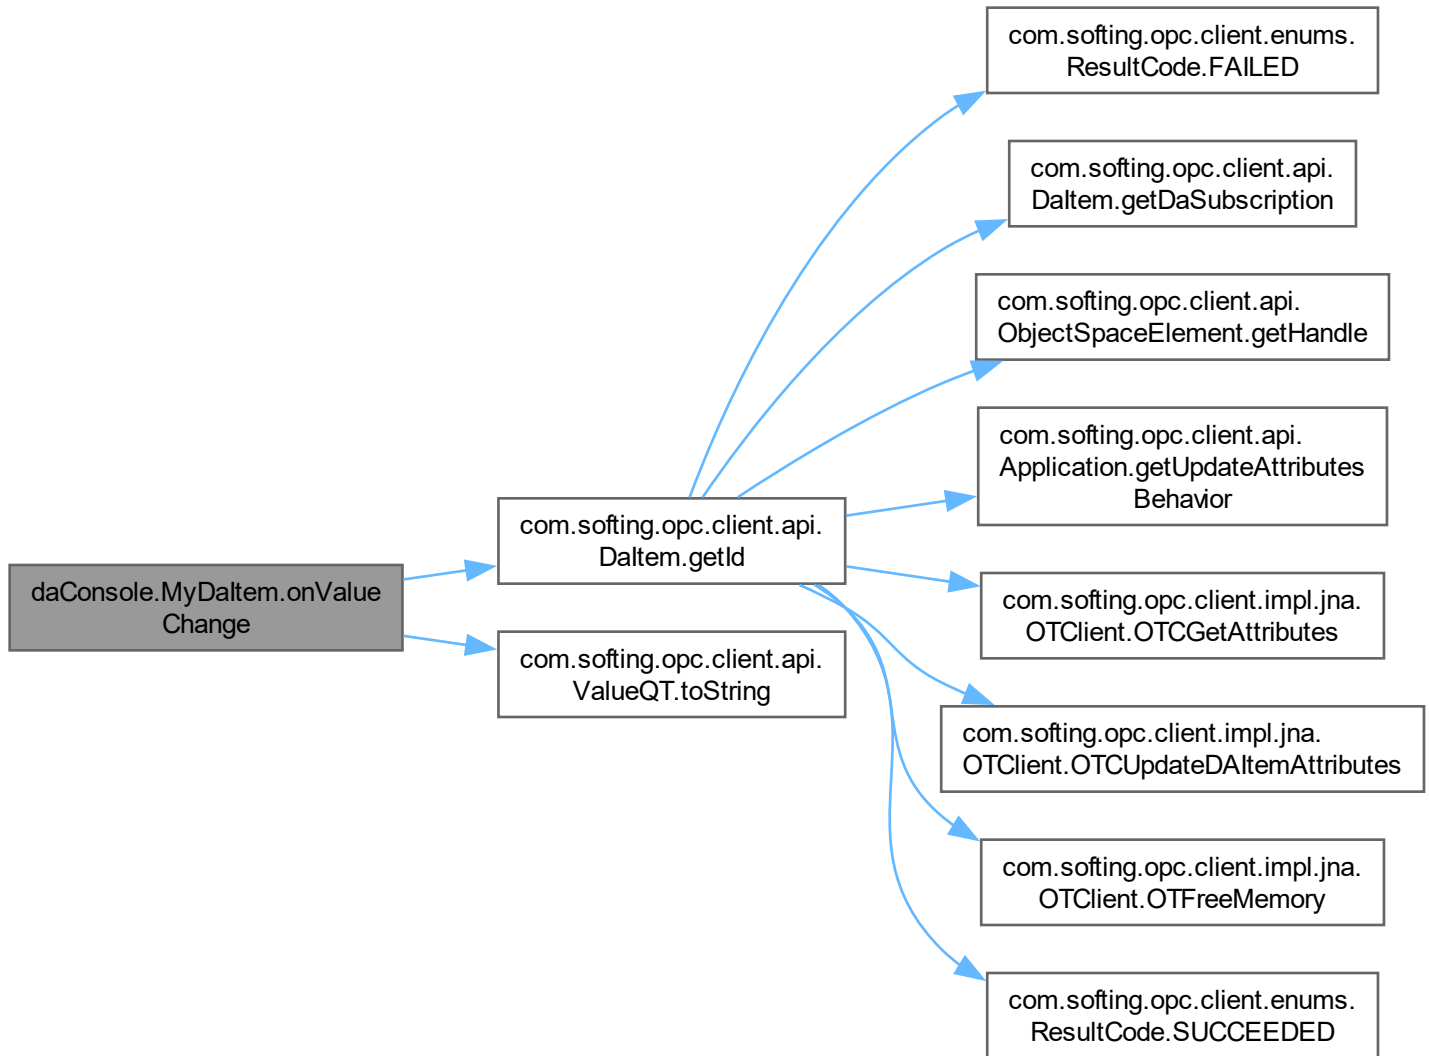 daConsole.MyDaItem.onValue
Change
com.softing.opc.client.api.
DaItem.getId
com.softing.opc.client.api.
ValueQT.toString
com.softing.opc.client.enums.
ResultCode.FAILED
com.softing.opc.client.api.
DaItem.getDaSubscription
com.softing.opc.client.api.
ObjectSpaceElement.getHandle
com.softing.opc.client.api.
Application.getUpdateAttributes
Behavior
com.softing.opc.client.impl.jna.
OTClient.OTCGetAttributes
com.softing.opc.client.impl.jna.
OTClient.OTCUpdateDAItemAttributes
com.softing.opc.client.impl.jna.
OTClient.OTFreeMemory
com.softing.opc.client.enums.
ResultCode.SUCCEEDED